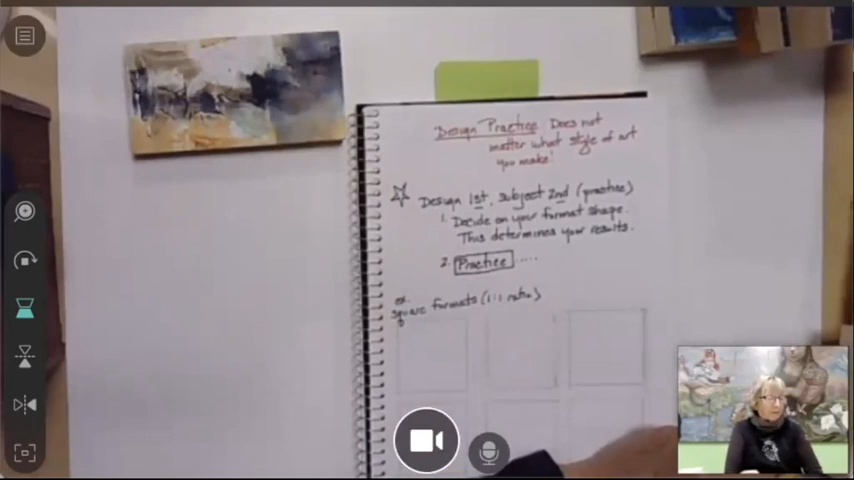 Design Practice Does not
matter what style of art
you make!
Design 1st, subject 2nd (practice)
1. Decide on your format shape.
This determines your results.
2. Practice .....
ex.
square formats (1:1 ratio)